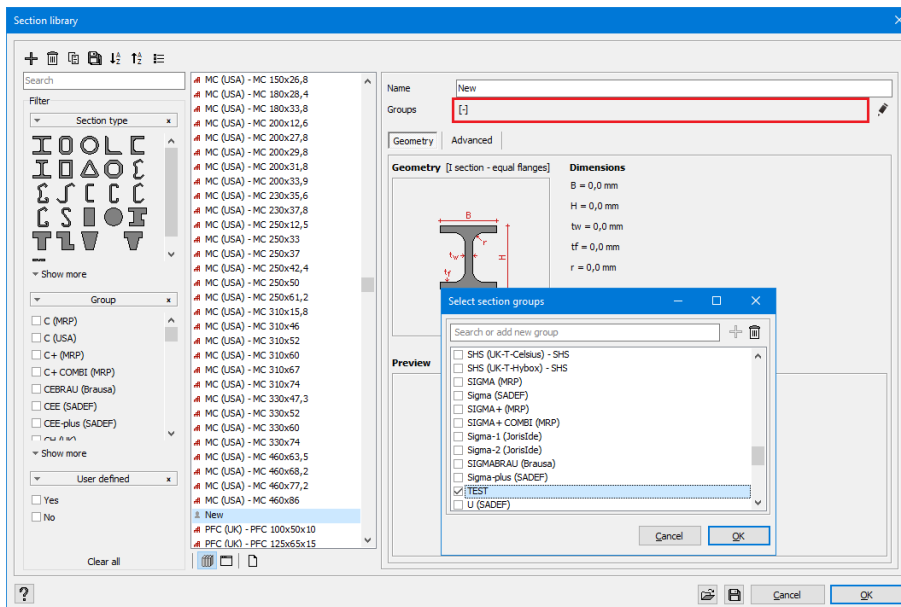 Section library
Search
Filter
Section type
Show more
Group
C (MRP)
C (USA)
C+ (MRP)
C+ COMBI (MRP)
CEBRAU (Brausa)
CEE (SADEF)
CEE-plus (SADEF)
CH (UK)
Show more
User defined
Yes
No
Clear all
MC (USA) - MC 150x26,8
MC (USA) - MC 180x28,4
MC (USA) - MC 180x33,8
MC (USA) - MC 200x12,6
MC (USA) - MC 200x27,8
MC (USA) - MC 200x29,8
MC (USA) - MC 200x31,8
MC (USA) - MC 200x33,9
MC (USA) - MC 230x35,6
MC (USA) - MC 230x37,8
MC (USA) - MC 250x12,5
MC (USA) - MC 250x33
MC (USA) - MC 250x37
MC (USA) - MC 250x42,4
MC (USA) - MC 250x50
MC (USA) - MC 250x61,2
MC (USA) - MC 310x15,8
MC (USA) - MC 310x46
MC (USA) - MC 310x52
MC (USA) - MC 310x60
MC (USA) - MC 310x67
MC (USA) - MC 310x74
MC (USA) - MC 330x47,3
MC (USA) - MC 330x52
MC (USA) - MC 330x60
MC (USA) - MC 330x74
MC (USA) - MC 460x63,5
MC (USA) - MC 460x68,2
MC (USA) - MC 460x77,2
MC (USA) - MC 460x86
New
PFC (UK) - PFC 100x50x10
PFC (UK) - PFC 125x65x15
Name New
Groups [-]
Geometry Advanced
Geometry [I section - equal flanges]
B
r
tw
H
tf
Dimensions
B = 0,0 mm
H = 0,0 mm
tw = 0,0 mm
tf = 0,0 mm
r = 0,0 mm
Preview
Select section groups
Search or add new group
SHS (UK-T-Celsius) - SHS
SHS (UK-T-Hybox) - SHS
SIGMA (MRP)
Sigma (SADEF)
SIGMA+ (MRP)
SIGMA+ COMBI (MRP)
Sigma-1 (JorisIde)
Sigma-2 (JorisIde)
SIGMABRAU (Brausa)
Sigma-plus (SADEF)
TEST
U (SADEF)
Cancel OK
? Cancel OK